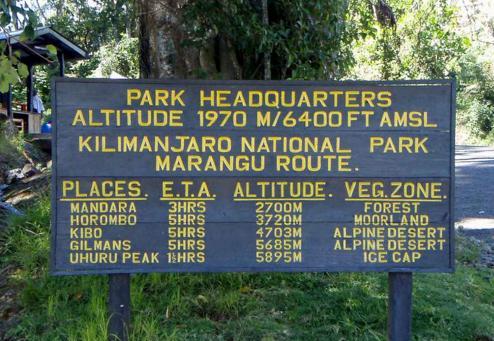 PARK HEADQUARTERS
ALTITUDE 1970 M/6400 FT AMSL
KILIMANJARO NATIONAL PARK
MARANGU ROUTE.
PLACES. E.T.A. ALTITUDE. VEG.ZONE.
MANDARA 3HRS 2700M FOREST
HOROMBO 5HRS 3720M MOORLAND
KIBO 5HRS 4703M ALPINE DESERT
GILMANS 5HRS 5685M ALPINE DESERT
UHURU PEAK 1½HRS 5895M ICE CAP